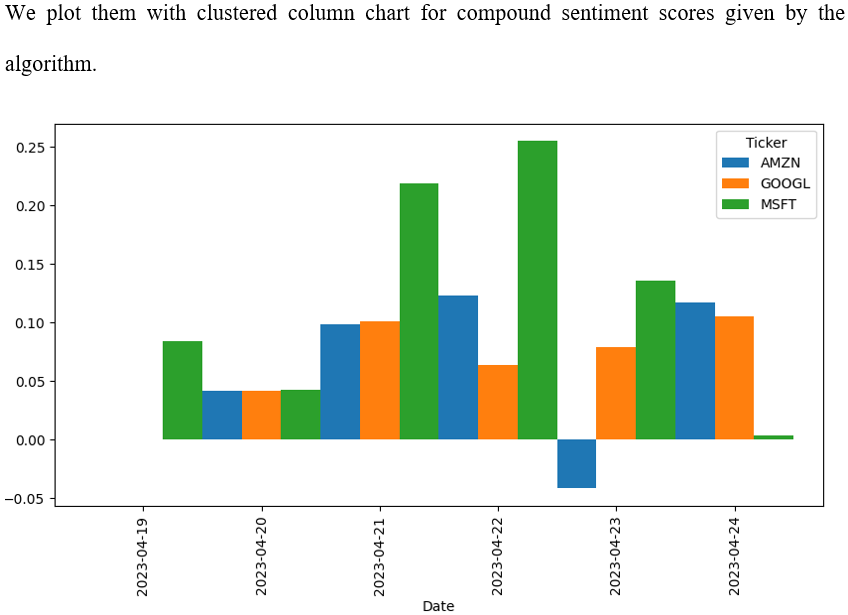 We plot them with clustered column chart for compound sentiment scores given by the
algorithm.
Ticker
AMZN
GOOGL
MSFT
0.25
0.20
0.15
0.10
0.05
0.00
−0.05
2023-04-19
2023-04-20
2023-04-21
2023-04-22
2023-04-23
2023-04-24
Date